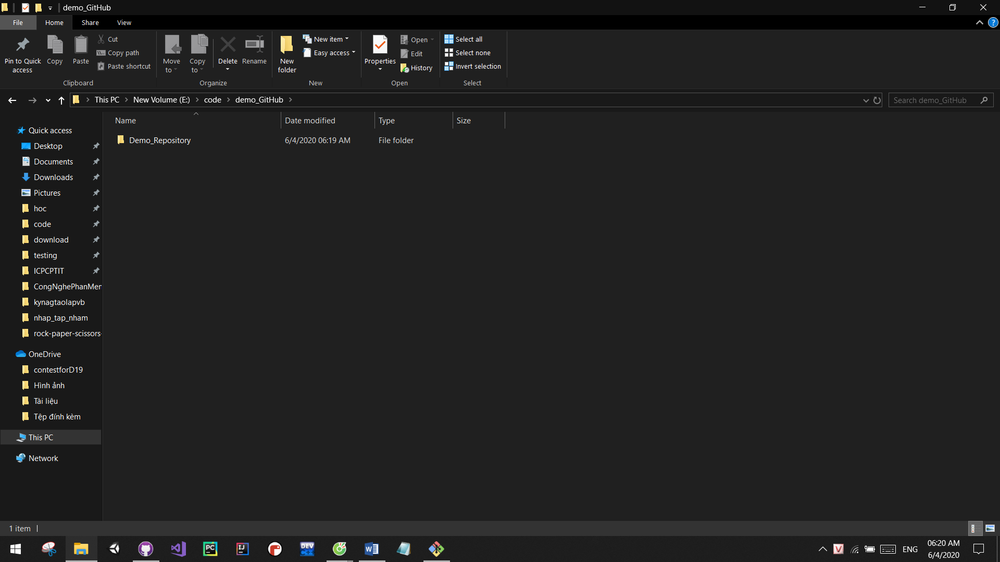 demo_GitHub
File Home Share View
Pin to Quick access
Copy
Paste
Cut
Copy path
Paste shortcut
Clipboard
Move to
Copy to
Delete
Rename
Organize
New folder
New item
Easy access
New
Properties
Open
Edit
History
Open
Select all
Select none
Invert selection
Select
This PC New Volume (E:) code demo_GitHub
Search demo_GitHub
Name Date modified Type Size
Demo_Repository 6/4/2020 06:19 AM File folder
Quick access
Desktop
Documents
Downloads
Pictures
hoc
code
download
testing
ICPCPTIT
CongNghePhanMer
kynagtaolapvb
nhap_tap_nham
rock-paper-scissors-
OneDrive
contestforD19
Hình ảnh
Tài liệu
Tệp đính kèm
This PC
Network
1 item
PC
IJ
DEV
ENG
06:20 AM
6/4/2020